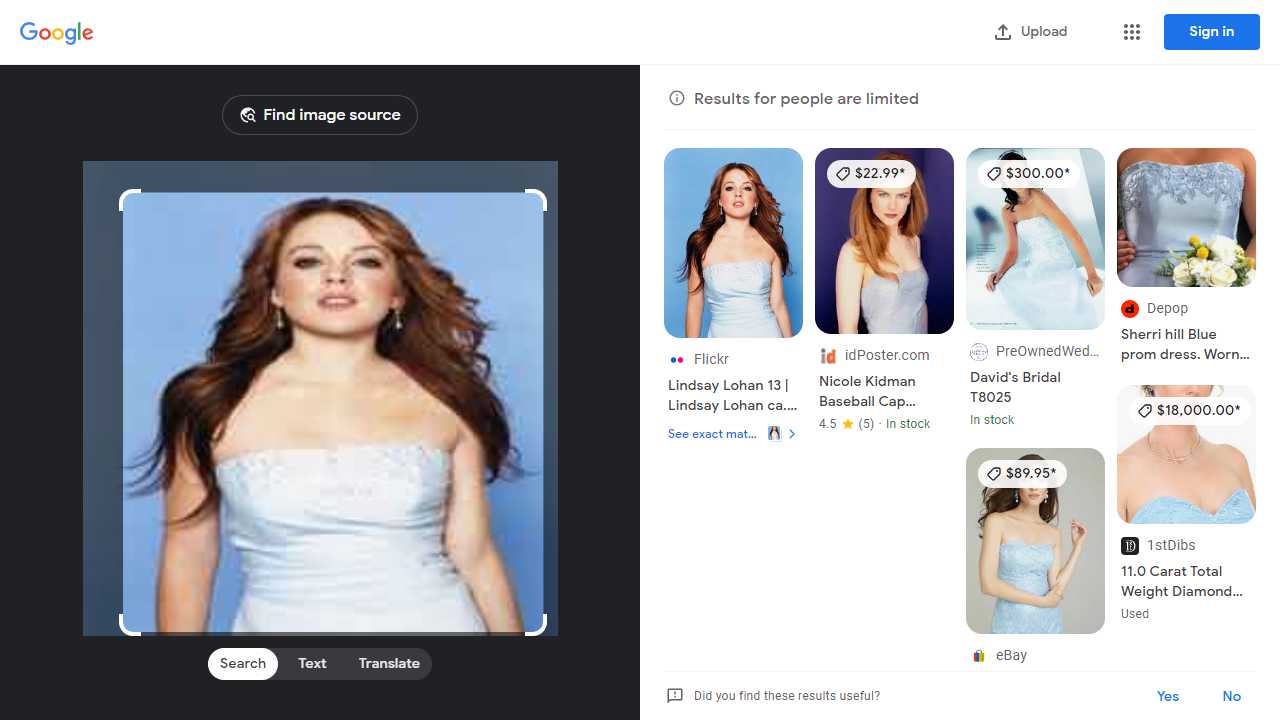 Google
Upload
Sign in
Find image source
Search
Text
Translate
Results for people are limited
Flickr
Lindsay Lohan 13 |
Lindsay Lohan ca....
See exact mat...
$22.99*
idPoster.com
Nicole Kidman
Baseball Cap...
4.5 ★ (5) · In stock
$300.00*
PreOwnedWed...
David's Bridal
T8025
In stock
$89.95*
eBay
Depop
Sherri hill Blue
prom dress. Worn...
$18,000.00*
1stDibs
11.0 Carat Total
Weight Diamond...
Used
Did you find these results useful?
Yes
No